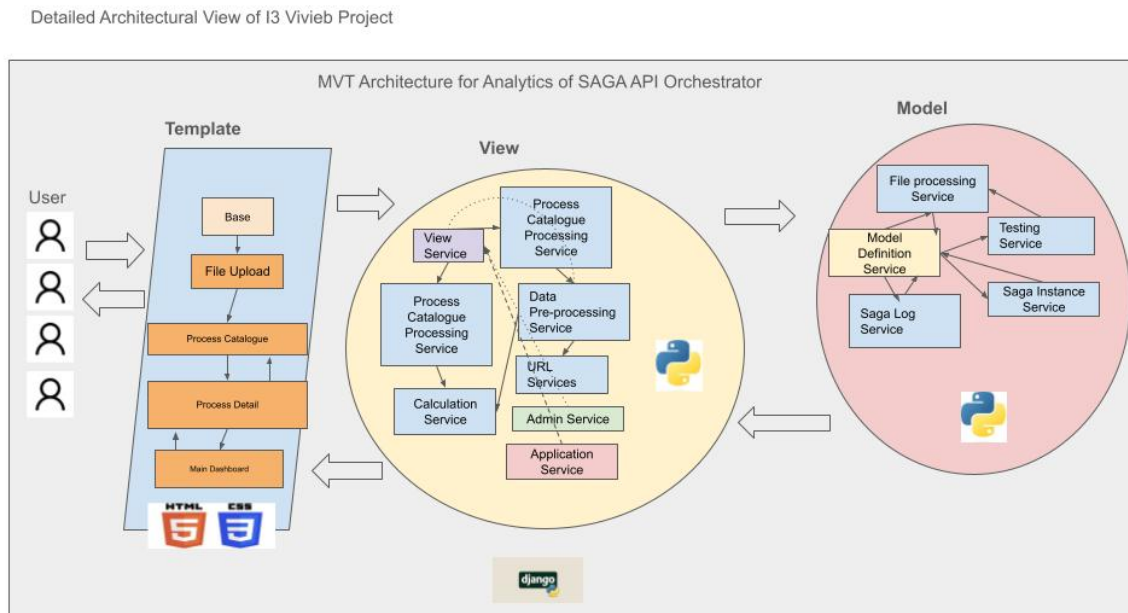 Detailed Architectural View of I3 Vivieb Project
MVT Architecture for Analytics of SAGA API Orchestrator
Template
View
Model
User
Base
File Upload
Process Catalogue
Process Detail
Main Dashboard
HTML
5
CSS
3
View
Service
Process
Catalogue
Processing
Service
Process
Catalogue
Processing
Service
Data
Pre-processing
Service
URL
Services
Calculation
Service
Admin Service
Application
Service
File processing
Service
Testing
Service
Model
Definition
Service
Saga Instance
Service
Saga Log
Service
django